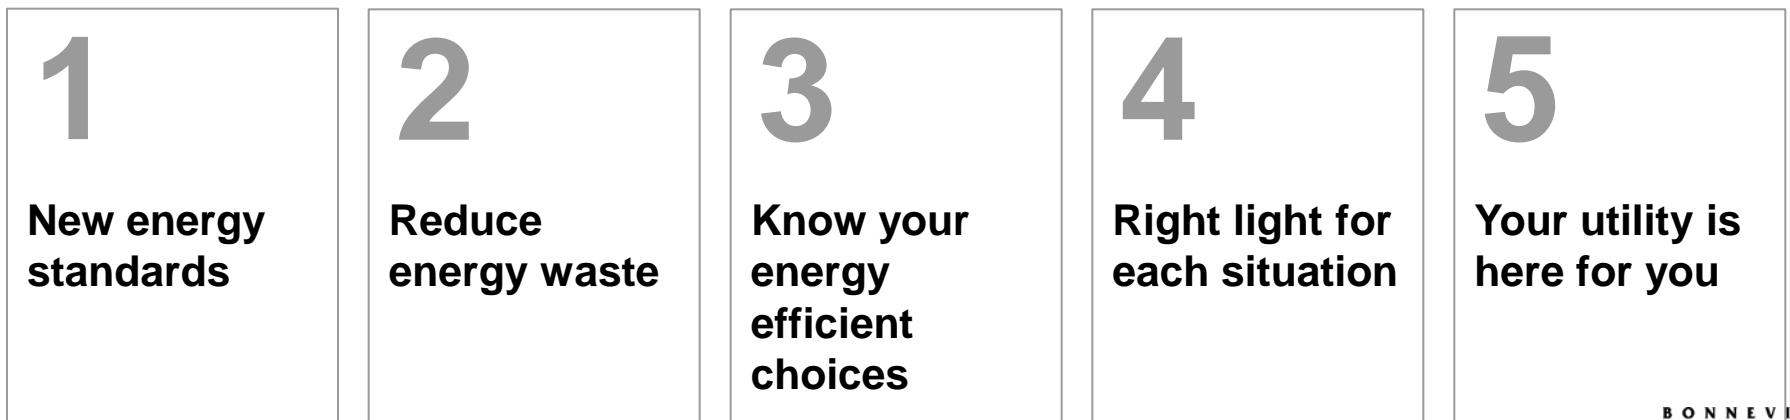 1
New energy
standards
2
Reduce
energy waste
3
Know your
energy
efficient
choices
4
Right light for
each situation
5
Your utility is
here for you